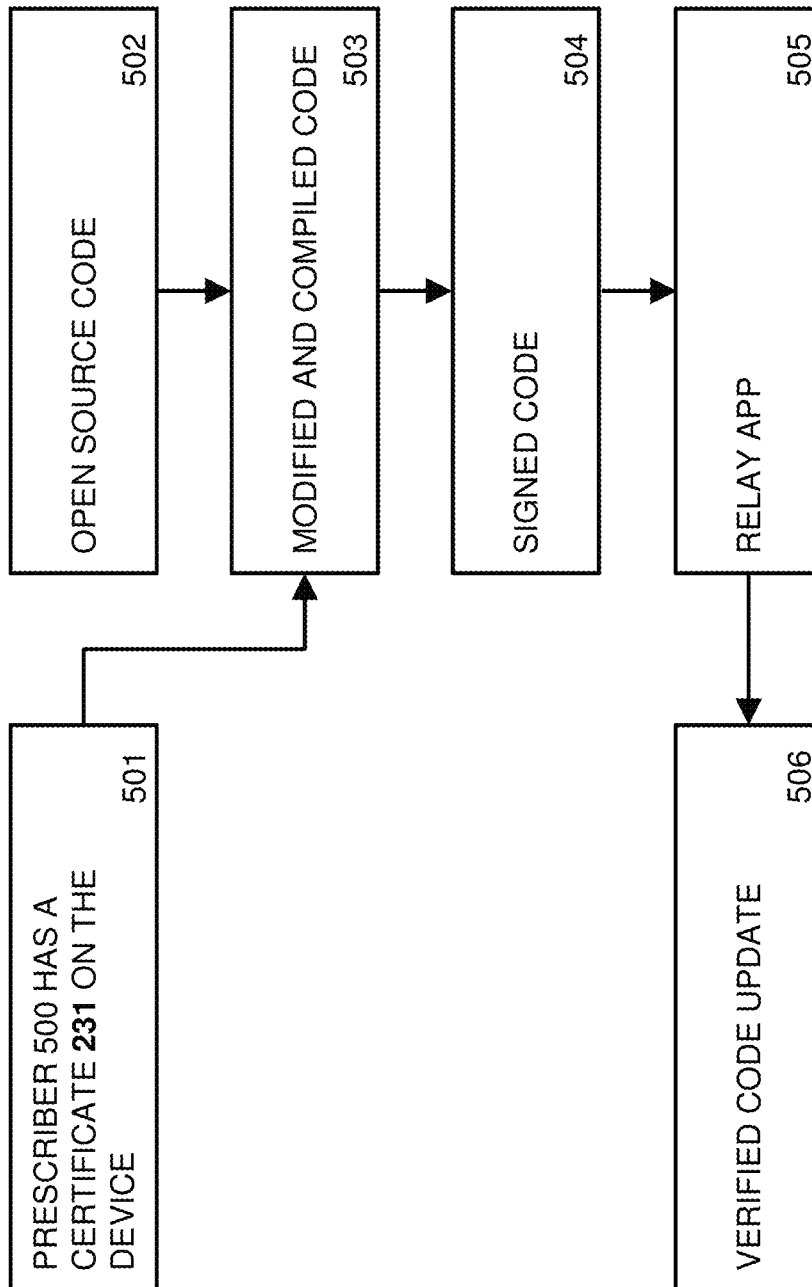 PRESCRIBER 500 HAS A
CERTIFICATE 231 ON THE
DEVICE
501
OPEN SOURCE CODE
502
MODIFIED AND COMPILED CODE
503
SIGNED CODE
504
RELAY APP
505
VERIFIED CODE UPDATE
506